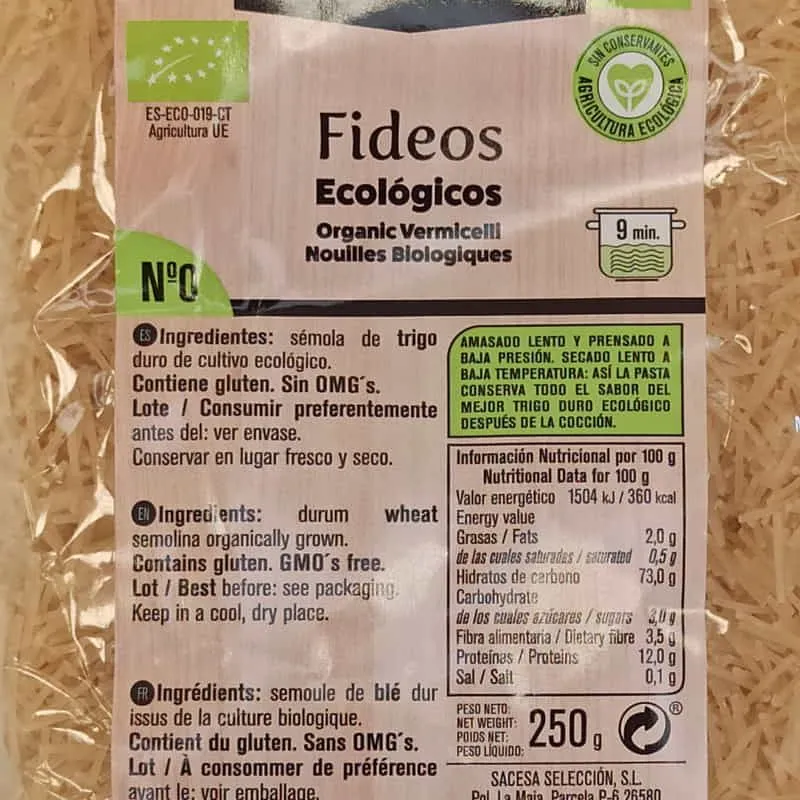 ES-ECO-019-CT
Agricultura UE
SIN CONSERVANTES
AGRICULTURA ECOLÓGICA
Fideos
Ecológicos
Organic Vermicelli
Nouilles Biologiques
9 min.
Nº0
ES Ingredientes: sémola de trigo
duro de cultivo ecológico.
Contiene gluten. Sin OMG´s.
Lote / Consumir preferentemente
antes del: ver envase.
Conservar en lugar fresco y seco.
EN Ingredients: durum wheat
semolina organically grown.
Contains gluten. GMO´s free.
Lot / Best before: see packaging.
Keep in a cool, dry place.
FR Ingrédients: semoule de blé dur
issus de la culture biologique.
Contient du gluten. Sans OMG´s.
Lot / À consommer de préférence
avant le: voir emballage.
AMASADO LENTO Y PRENSADO A
BAJA PRESIÓN. SECADO LENTO A
BAJA TEMPERATURA: ASÍ LA PASTA
CONSERVA TODO EL SABOR DEL
MEJOR TRIGO DURO ECOLÓGICO
DESPUÉS DE LA COCCIÓN.
Información Nutricional por 100 g
Nutritional Data for 100 g
Valor energético 1504 kJ / 360 kcal
Energy value
Grasas / Fats 2,0 g
de las cuales saturadas / saturated 0,5 g
Hidratos de carbono 73,0 g
Carbohydrate
de los cuales azúcares / sugars 3,0 g
Fibra alimentaria / Dietary fibre 3,5 g
Proteínas / Proteins 12,0 g
Sal / Salt 0,1 g
PESO NETO:
NET WEIGHT:
POIDS NET:
PESO LÍQUIDO:
250 g
®
SACESA SELECCIÓN, S.L.
Pol. La Maja, Parcela P-6 26580